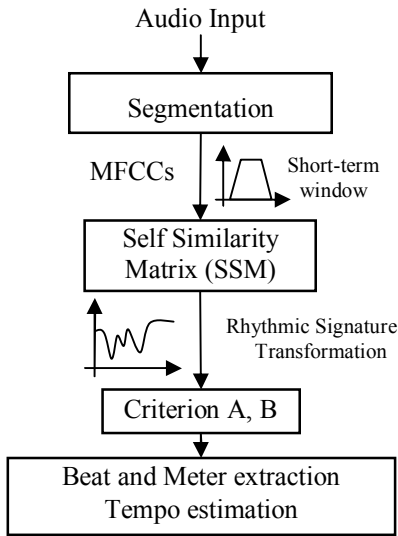 Audio Input
Segmentation
MFCCs
Short-term
window
Self Similarity
Matrix (SSM)
Rhythmic Signature
Transformation
Criterion A, B
Beat and Meter extraction
Tempo estimation